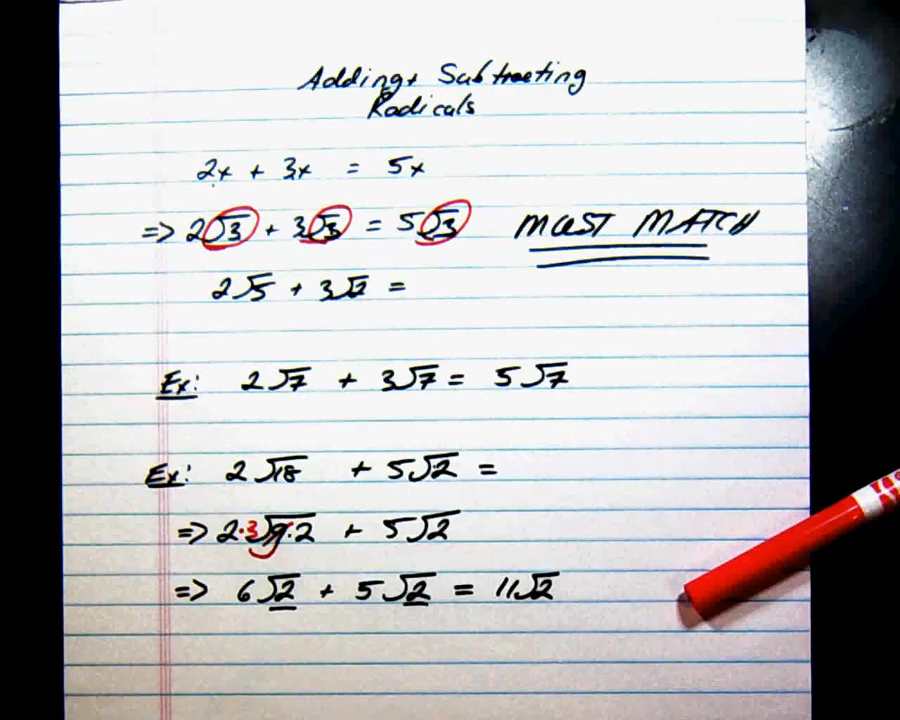 Adding + Subtracting
Radicals
2x + 3x = 5x
⇒ 2√3 + 3√3 = 5√3 MUST MATCH
2√5 + 3√2 =
Ex: 2√7 + 3√7 = 5√7
Ex: 2√18 + 5√2 =
⇒ 2·3√9·2 + 5√2
⇒ 6√2 + 5√2 = 11√2